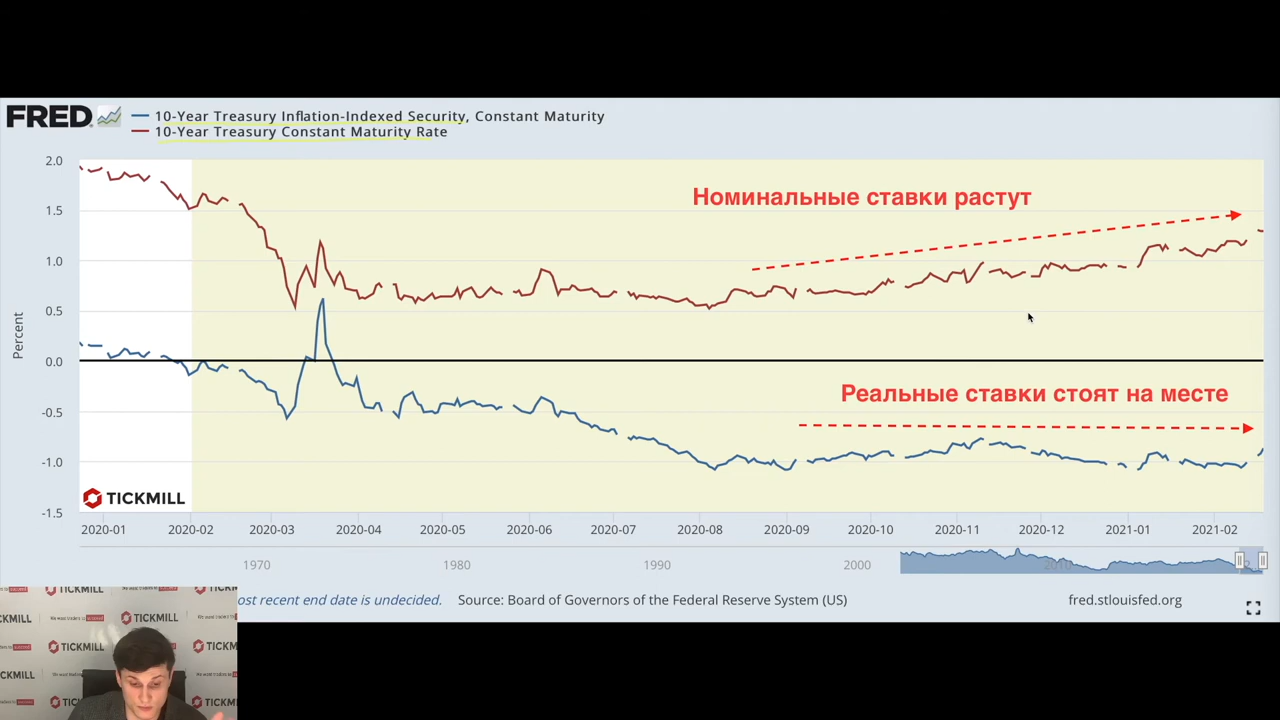 FRED
10-Year Treasury Inflation-Indexed Security, Constant Maturity
10-Year Treasury Constant Maturity Rate
Percent
2.0
1.5
1.0
0.5
0.0
-0.5
-1.0
-1.5
Номинальные ставки растут
Реальные ставки стоят на месте
TICKMILL
2020-01
2020-02
2020-03
2020-04
2020-05
2020-06
2020-07
2020-08
2020-09
2020-10
2020-11
2020-12
2021-01
2021-02
1970
1980
1990
2000
2010
ost recent end date is undecided.
Source: Board of Governors of the Federal Reserve System (US)
fred.stlouisfed.org
TICKMILL
TICKMILL
TICKMILL
TICKMILL